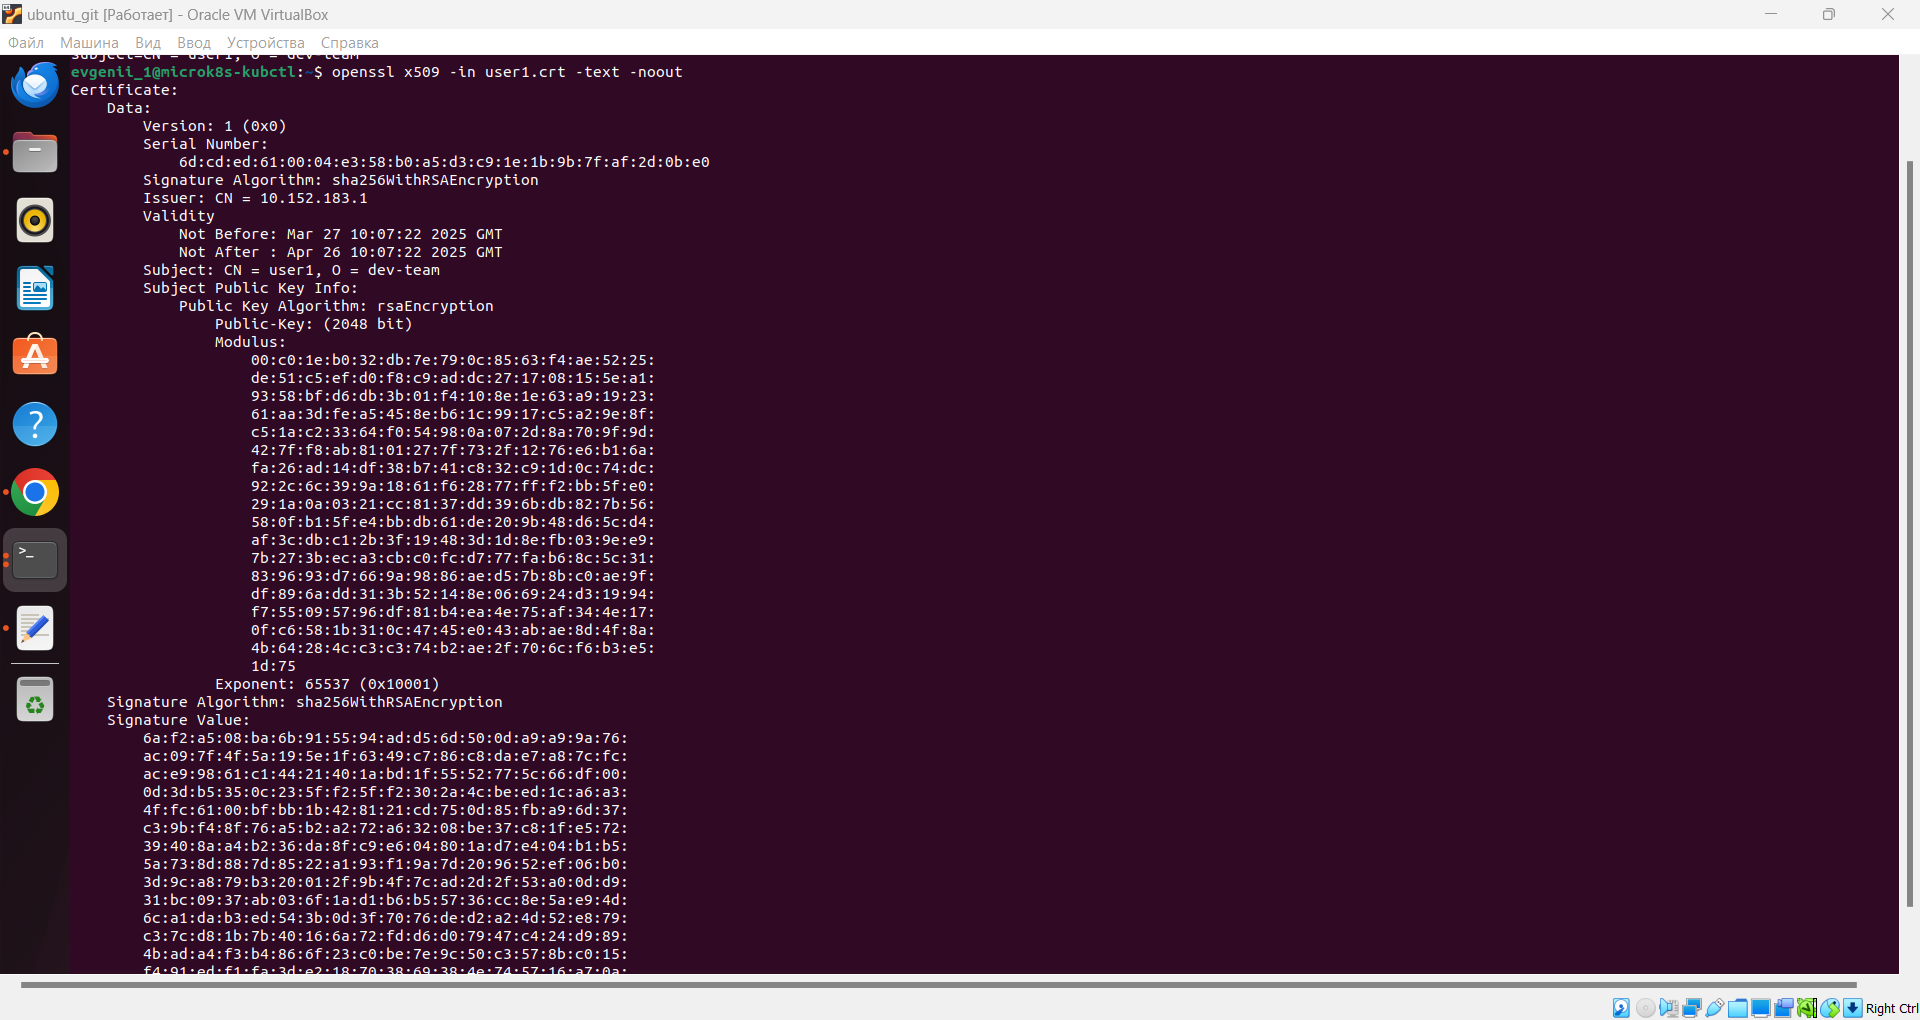 ubuntu_git [Работает] - Oracle VM VirtualBox
Файл Машина Вид Ввод Устройства Справка
subject=CN = user1, O = dev-team
evgenii_1@microk8s-kubctl:~$ openssl x509 -in user1.crt -text -noout
Certificate:
Data:
Version: 1 (0x0)
Serial Number:
6d:cd:ed:61:00:04:e3:58:b0:a5:d3:c9:1e:1b:9b:7f:af:2d:0b:e0
Signature Algorithm: sha256WithRSAEncryption
Issuer: CN = 10.152.183.1
Validity
Not Before: Mar 27 10:07:22 2025 GMT
Not After : Apr 26 10:07:22 2025 GMT
Subject: CN = user1, O = dev-team
Subject Public Key Info:
Public Key Algorithm: rsaEncryption
Public-Key: (2048 bit)
Modulus:
00:c0:1e:b0:32:db:7e:79:0c:85:63:f4:ae:52:25:
de:51:c5:ef:d0:f8:c9:ad:dc:27:17:08:15:5e:a1:
93:58:bf:d6:db:3b:01:f4:10:8e:1e:63:a9:19:23:
61:aa:3d:fe:a5:45:8e:b6:1c:99:17:c5:a2:9e:8f:
c5:1a:c2:33:64:f0:54:98:0a:07:2d:8a:70:9f:9d:
42:7f:f8:ab:81:01:27:7f:73:2f:12:76:e6:b1:6a:
fa:26:ad:14:df:38:b7:41:c8:32:c9:1d:0c:74:dc:
92:2c:6c:39:9a:18:61:f6:28:77:ff:f2:bb:5f:e0:
29:1a:0a:03:21:cc:81:37:dd:39:6b:db:82:7b:56:
58:0f:b1:5f:e4:bb:db:61:de:20:9b:48:d6:5c:d4:
af:3c:db:c1:2b:3f:19:48:3d:1d:8e:fb:03:9e:e9:
7b:27:3b:ec:a3:cb:c0:fc:d7:77:fa:b6:8c:5c:31:
83:96:93:d7:66:9a:98:86:ae:d5:7b:8b:c0:ae:9f:
df:89:6a:dd:31:3b:52:14:8e:06:69:24:d3:19:94:
f7:55:09:57:96:df:81:b4:ea:4e:75:af:34:4e:17:
0f:c6:58:1b:31:0c:47:45:e0:43:ab:ae:8d:4f:8a:
4b:64:28:4c:c3:c3:74:b2:ae:2f:70:6c:f6:b3:e5:
1d:75
Exponent: 65537 (0x10001)
Signature Algorithm: sha256WithRSAEncryption
Signature Value:
6a:f2:a5:08:ba:6b:91:55:94:ad:d5:6d:50:0d:a9:a9:9a:76:
ac:09:7f:4f:5a:19:5e:1f:63:49:c7:86:c8:da:e7:a8:7c:fc:
ac:e9:98:61:c1:44:21:40:1a:bd:1f:55:52:77:5c:66:df:00:
0d:3d:b5:35:0c:23:5f:f2:5f:f2:30:2a:4c:be:ed:1c:a6:a3:
4f:fc:61:00:bf:bb:1b:42:81:21:cd:75:0d:85:fb:a9:6d:37:
c3:9b:f4:8f:76:a5:b2:a2:72:a6:32:08:be:37:c8:1f:e5:72:
39:40:8a:a4:b2:36:da:8f:c9:e6:04:80:1a:d7:e4:04:b1:b5:
5a:73:8d:88:7d:85:22:a1:93:f1:9a:7d:20:96:52:ef:06:b0:
3d:9c:a8:79:b3:20:01:2f:9b:4f:7c:ad:2d:2f:53:a0:0d:d9:
31:bc:09:37:ab:03:6f:1a:d1:b6:b5:57:36:cc:8e:5a:e9:4d:
6c:a1:da:b3:ed:54:3b:0d:3f:70:76:de:d2:a2:4d:52:e8:79:
c3:7c:d8:1b:7b:40:16:6a:72:fd:d6:d0:79:47:c4:24:d9:89:
4b:ad:a4:f3:b4:86:6f:23:c0:be:7e:9c:50:c3:57:8b:c0:15:
f4:91:ed:f1:fa:3d:e2:18:70:38:69:38:4e:74:57:16:a7:0a:
Right Ctrl